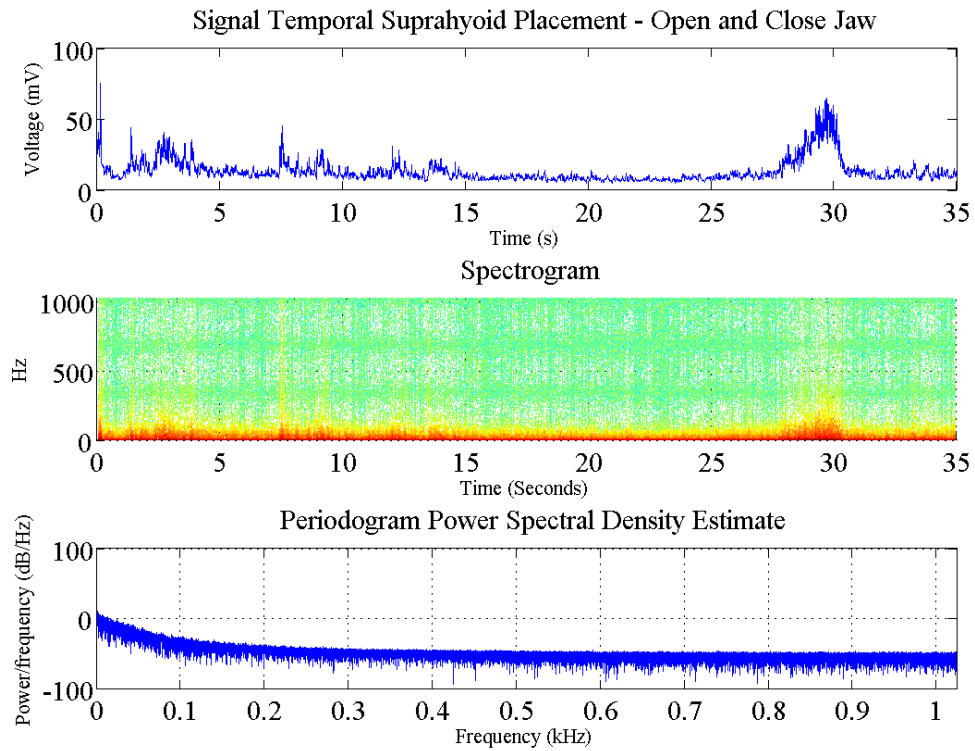 Signal Temporal Suprahyoid Placement - Open and Close Jaw
Voltage (mV)
100
50
0
0 5 10 15 20 25 30 35
Time (s)
Spectrogram
Hz
1000
500
0
0 5 10 15 20 25 30 35
Time (Seconds)
Periodogram Power Spectral Density Estimate
Power/frequency (dB/Hz)
100
0
-100
0 0.1 0.2 0.3 0.4 0.5 0.6 0.7 0.8 0.9 1
Frequency (kHz)